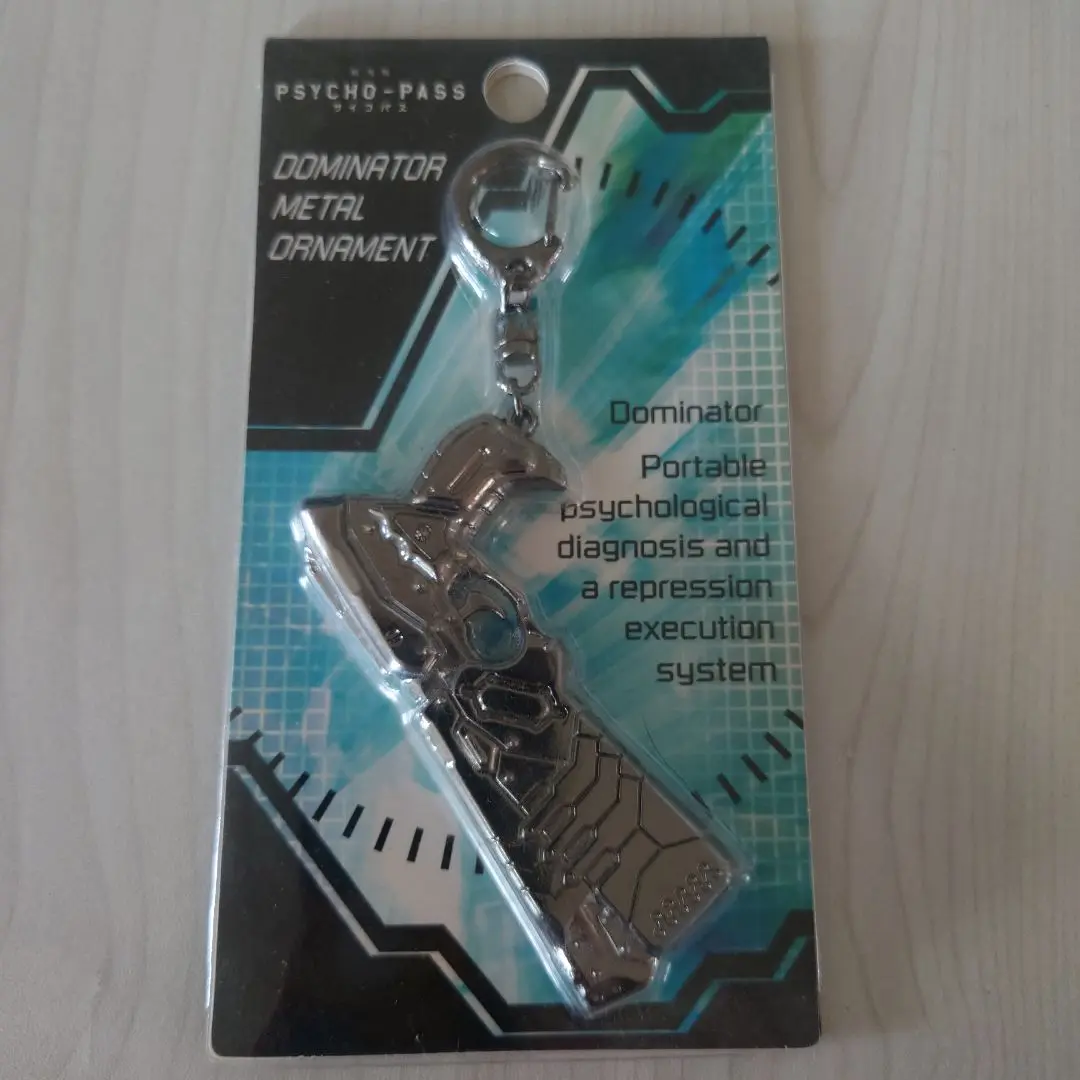 PSYCHO-PASS
サイコパス
DOMINATOR
METAL
ORNAMENT
Dominator
Portable
psychological
diagnosis and
a repression
execution
system